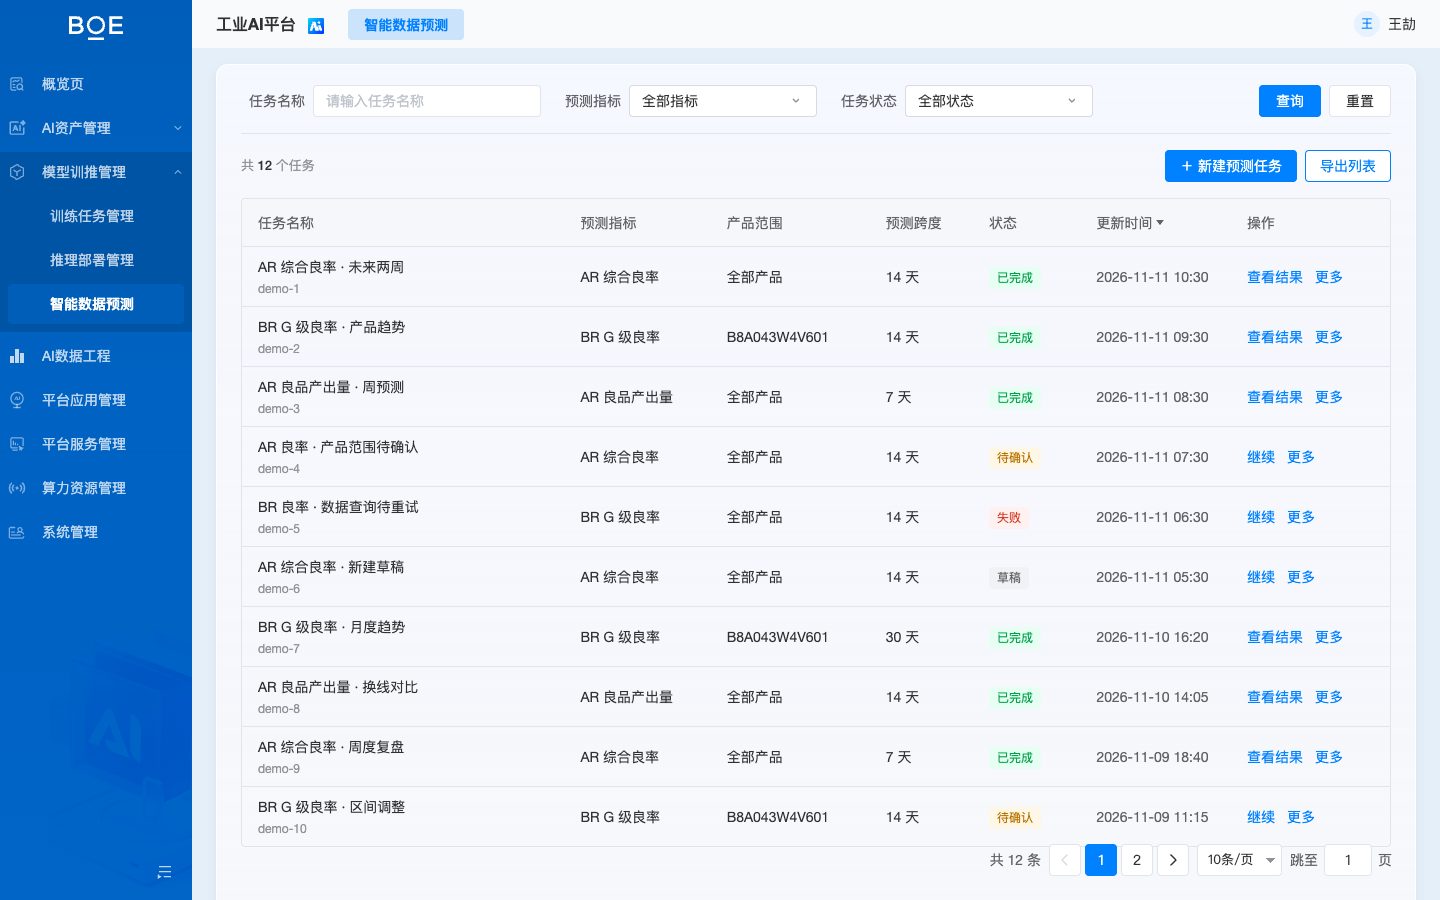 BOE
工业AI平台
Ai
智能数据预测
王
王劼
概览页
AI资产管理
模型训推管理
训练任务管理
推理部署管理
智能数据预测
AI数据工程
平台应用管理
平台服务管理
算力资源管理
系统管理
任务名称 请输入任务名称 预测指标 全部指标 任务状态 全部状态 查询 重置
共 12 个任务 + 新建预测任务 导出列表
任务名称 预测指标 产品范围 预测跨度 状态 更新时间 操作
AR 综合良率 · 未来两周
demo-1
AR 综合良率 全部产品 14 天 已完成 2026-11-11 10:30 查看结果 更多
BR G 级良率 · 产品趋势
demo-2
BR G 级良率 B8A043W4V601 14 天 已完成 2026-11-11 09:30 查看结果 更多
AR 良品产出量 · 周预测
demo-3
AR 良品产出量 全部产品 7 天 已完成 2026-11-11 08:30 查看结果 更多
AR 良率 · 产品范围待确认
demo-4
AR 综合良率 全部产品 14 天 待确认 2026-11-11 07:30 继续 更多
BR 良率 · 数据查询待重试
demo-5
BR G 级良率 全部产品 14 天 失败 2026-11-11 06:30 继续 更多
AR 综合良率 · 新建草稿
demo-6
AR 综合良率 全部产品 14 天 草稿 2026-11-11 05:30 继续 更多
BR G 级良率 · 月度趋势
demo-7
BR G 级良率 B8A043W4V601 30 天 已完成 2026-11-10 16:20 查看结果 更多
AR 良品产出量 · 换线对比
demo-8
AR 良品产出量 全部产品 14 天 已完成 2026-11-10 14:05 查看结果 更多
AR 综合良率 · 周度复盘
demo-9
AR 综合良率 全部产品 7 天 已完成 2026-11-09 18:40 查看结果 更多
BR G 级良率 · 区间调整
demo-10
BR G 级良率 B8A043W4V601 14 天 待确认 2026-11-09 11:15 继续 更多
共 12 条 1 2 10条/页 跳至 1 页